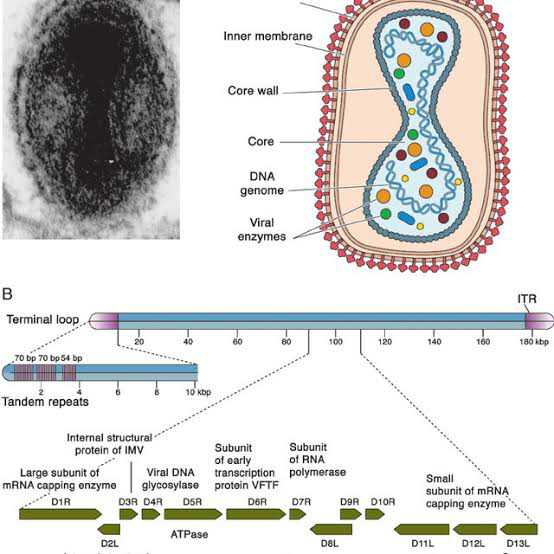 Inner membrane
Core wall
Core
DNA
genome
Viral
enzymes
B
ITR
Terminal loop
20 40 60 80 100 120 140 160 180 kbp
70 bp 70 bp 54 bp
2 4 6 8 10 kbp
Tandem repeats
Internal structural
protein of IMV
Large subunit of
mRNA capping enzyme
Viral DNA
glycosylase
Subunit
of early
transcription
protein VFTF
Subunit
of RNA
polymerase
Small
subunit of mRNA
capping enzyme
D1R D3R D4R D5R D6R D7R D9R D10R
D2L ATPase D8L D11L D12L D13L